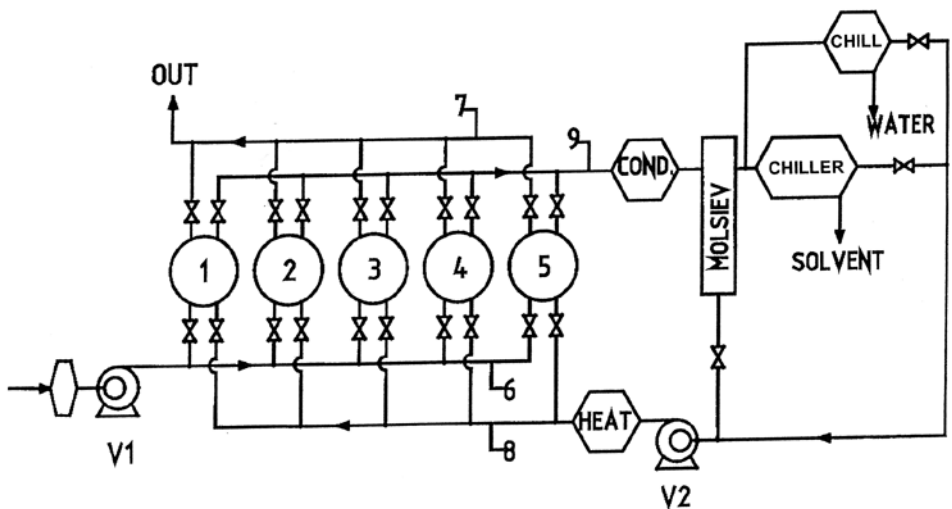 CHILL
OUT
7
WATER
9
COND.
MOLSIEV
CHILLER
SOLVENT
1
2
3
4
5
6
HEAT
8
V1
V2